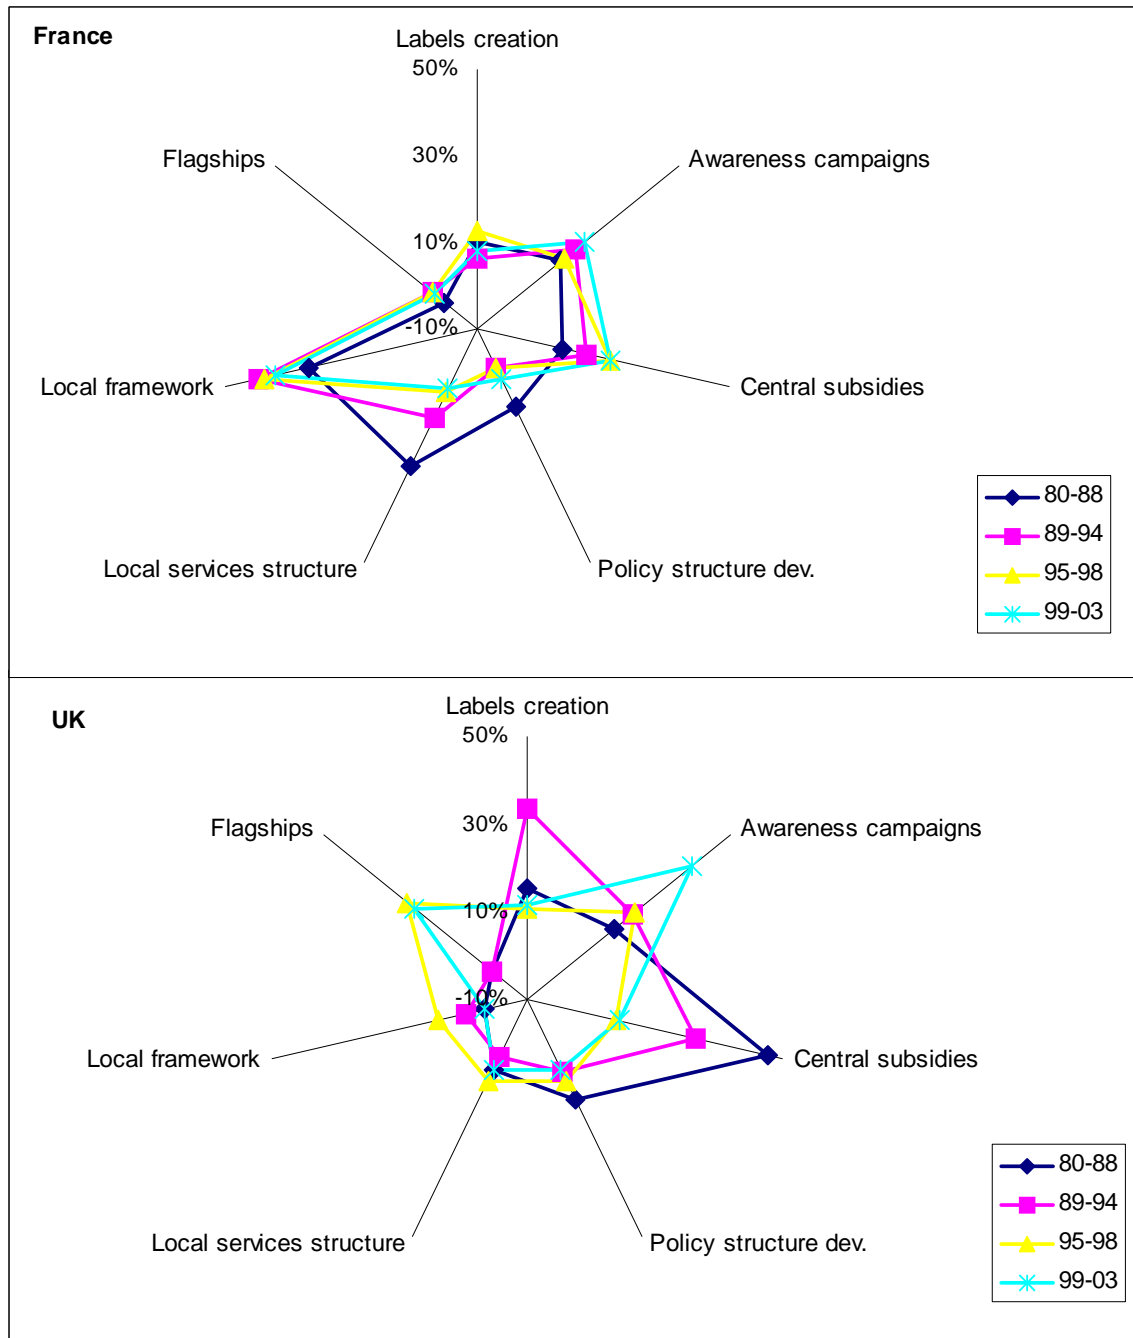 France
Labels creation
50%
Flagships
30%
Awareness campaigns
10%
-10%
Local framework
Central subsidies
Local services structure
Policy structure dev.
80-88
89-94
95-98
99-03
UK
Labels creation
50%
Flagships
30%
Awareness campaigns
10%
-10%
Local framework
Central subsidies
Local services structure
Policy structure dev.
80-88
89-94
95-98
99-03